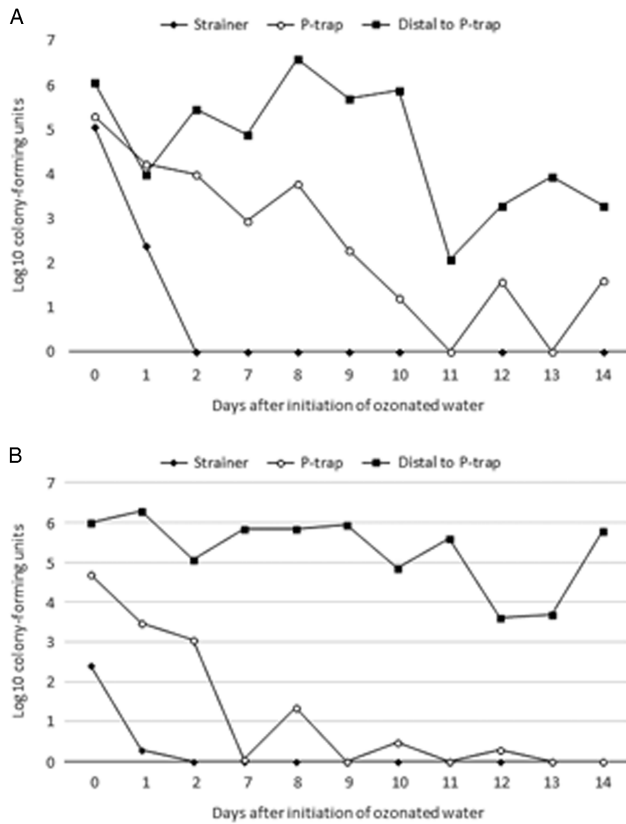 A
Strainer P-trap Distal to P-trap
7
6
5
4
3
2
1
0
Log10 colony-forming units
0 1 2 7 8 9 10 11 12 13 14
Days after initiation of ozonated water
B
Strainer P-trap Distal to P-trap
7
6
5
4
3
2
1
0
Log10 colony-forming units
0 1 2 7 8 9 10 11 12 13 14
Days after initiation of ozonated water